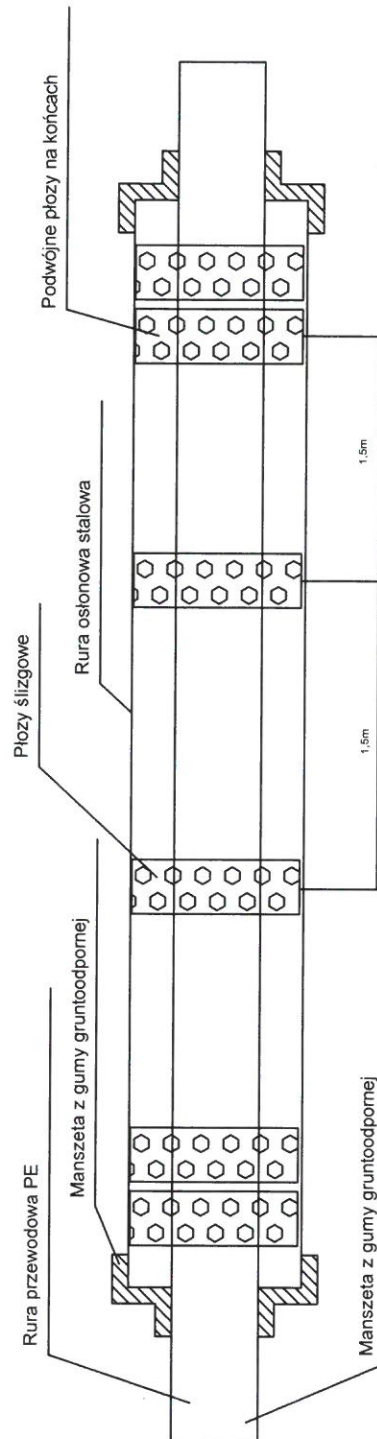 Rura przewodowa PE
Manszeta z gumy gruntoodpornej
Płozy ślizgowe
Rura osłonowa stalowa
Podwójne płozy na końcach
1,5m
1,5m
Manszeta z gumy gruntoodpornej